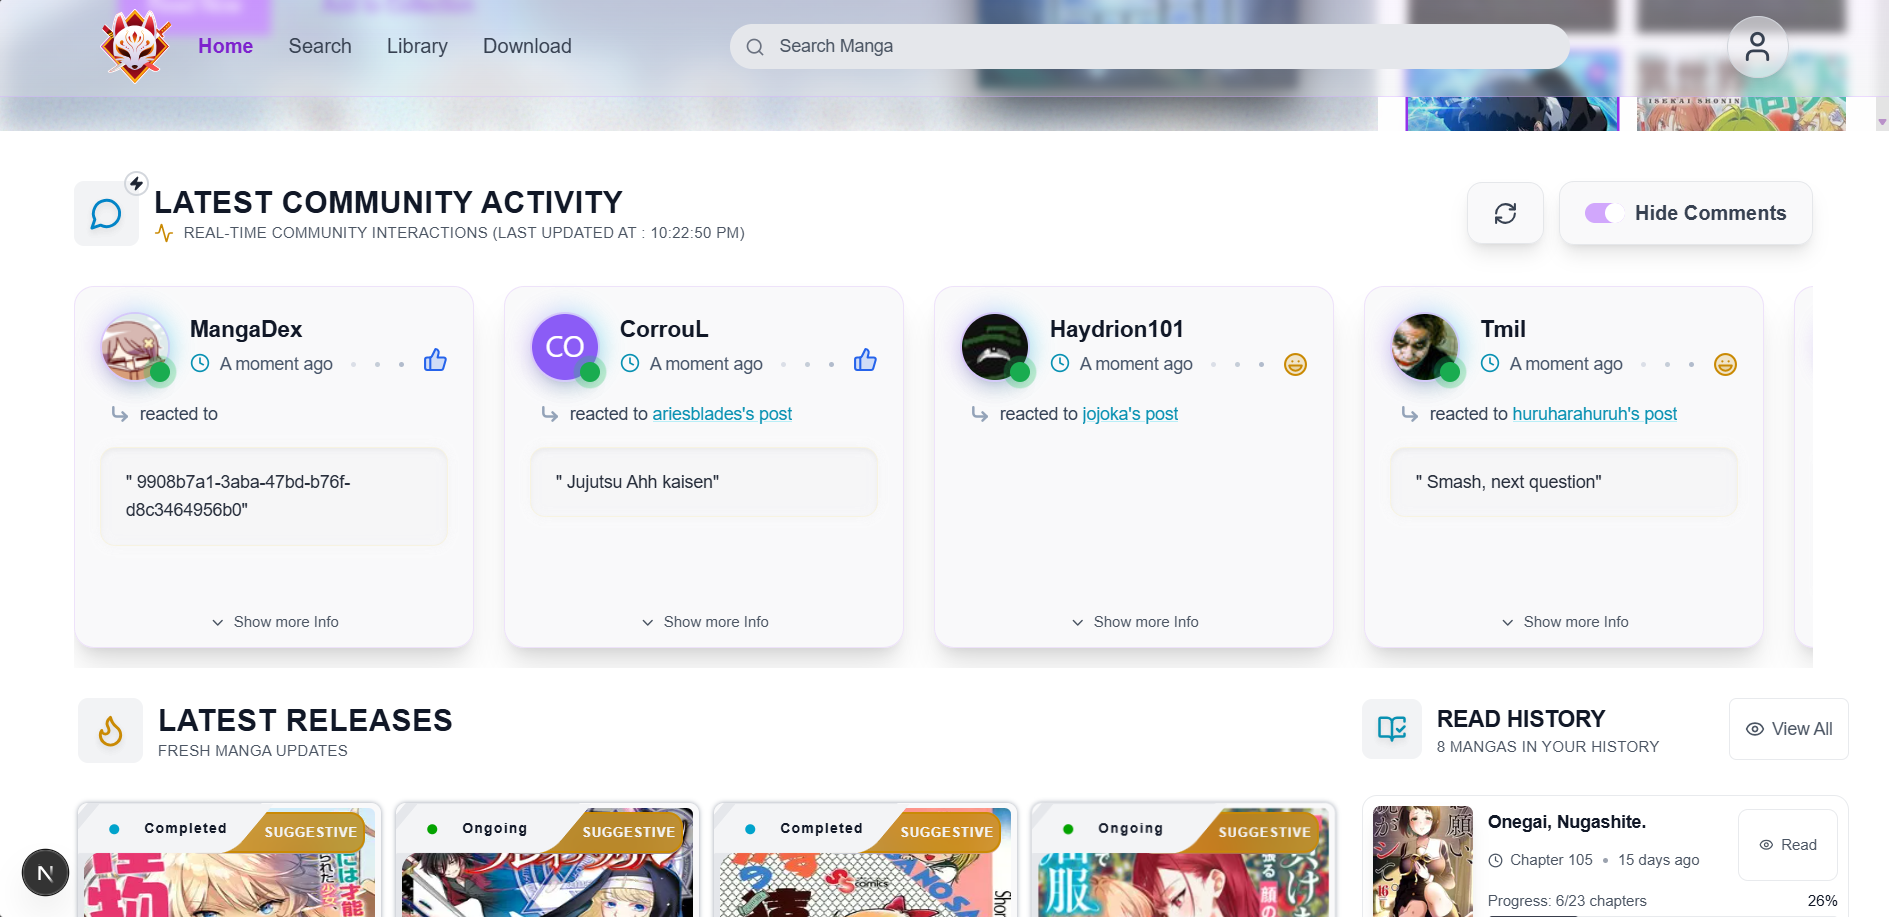 Home
Search
Library
Download
Search Manga
ISEKAI SHONIN
LATEST COMMUNITY ACTIVITY
REAL-TIME COMMUNITY INTERACTIONS (LAST UPDATED AT : 10:22:50 PM)
Hide Comments
MangaDex
A moment ago
reacted to
" 9908b7a1-3aba-47bd-b76f-
d8c3464956b0"
Show more Info
CO
CorrouL
A moment ago
reacted to ariesblades's post
" Jujutsu Ahh kaisen"
Show more Info
Haydrion101
A moment ago
reacted to jojoka's post
Show more Info
Tmil
A moment ago
reacted to huruharahuruh's post
" Smash, next question"
Show more Info
LATEST RELEASES
FRESH MANGA UPDATES
READ HISTORY
8 MANGAS IN YOUR HISTORY
View All
Completed
SUGGESTIVE
Ongoing
SUGGESTIVE
Completed
SUGGESTIVE
Ongoing
SUGGESTIVE
comics
Onegai, Nugashite.
Chapter 105 • 15 days ago
Read
Progress: 6/23 chapters
26%
16
N